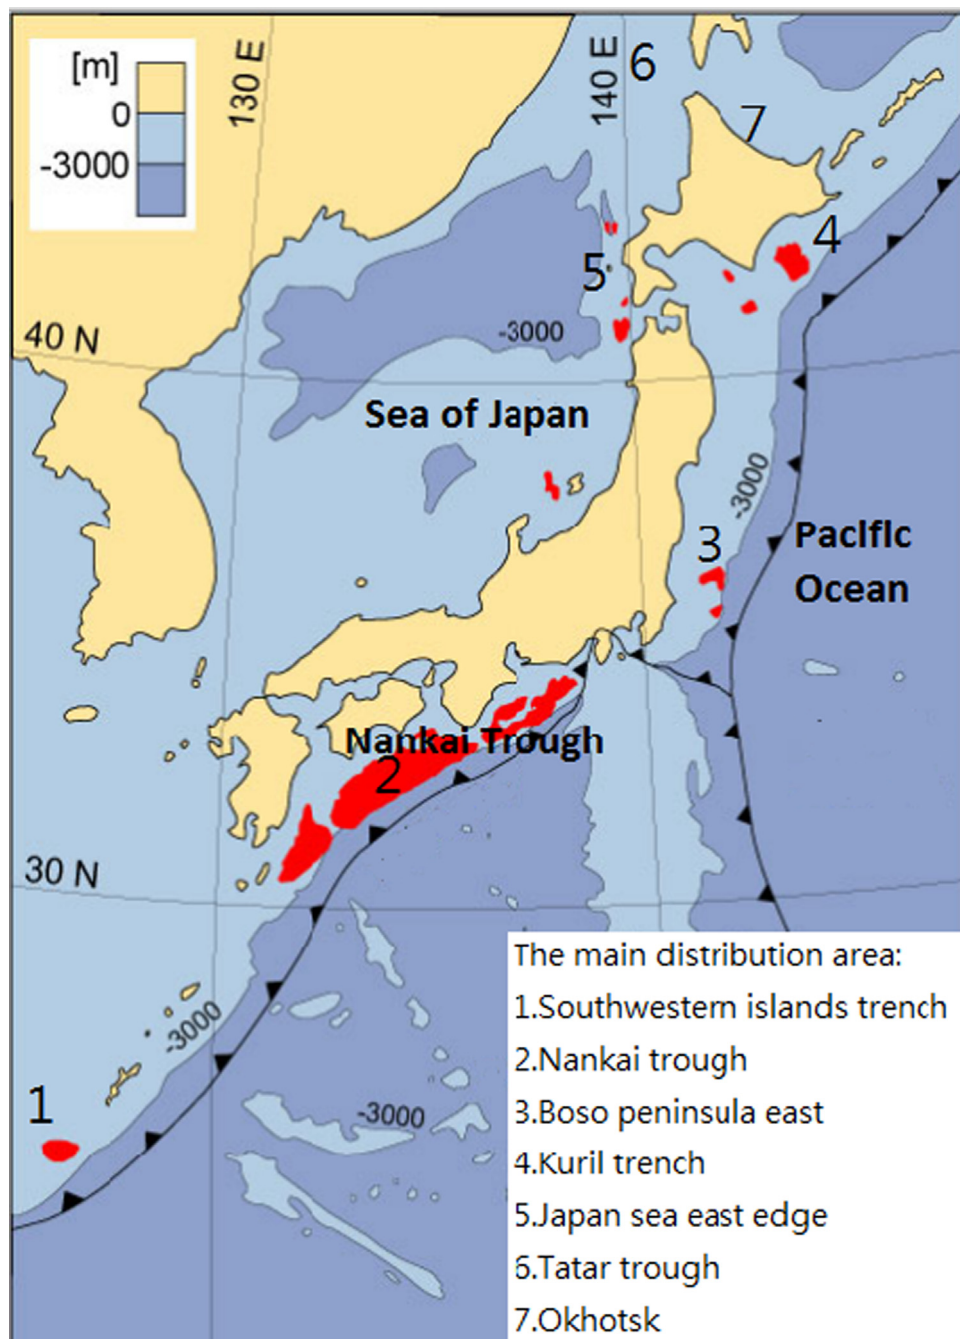 [m]
0
-3000
130 E
140 E
6
7
4
5
40 N
-3000
Sea of Japan
-3000
3
Pacific
Ocean
Nankai Trough
2
30 N
-3000
1
-3000
The main distribution area:
1.Southwestern islands trench
2.Nankai trough
3.Boso peninsula east
4.Kuril trench
5.Japan sea east edge
6.Tatar trough
7.Okhotsk